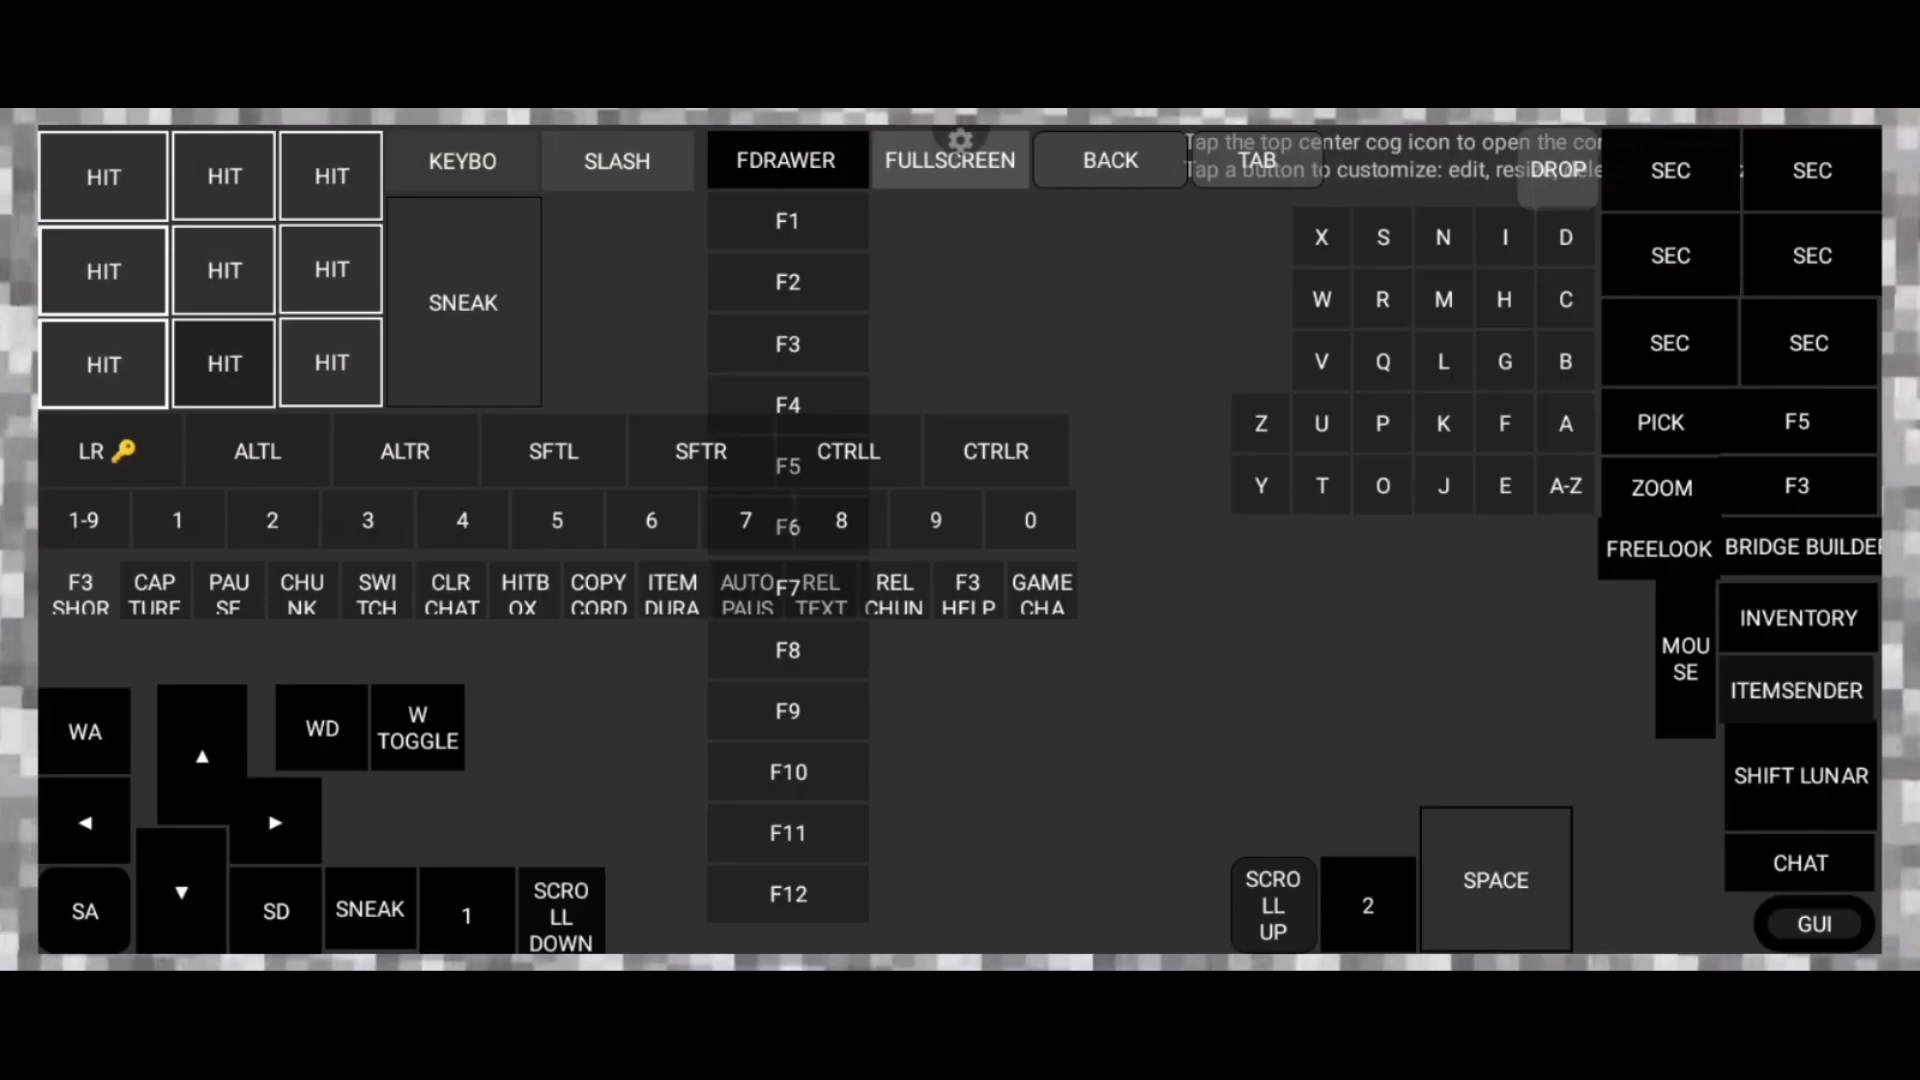 HIT HIT HIT KEYBO SLASH FDRAWER FULLSCREEN BACK TAB DROP SEC SEC
Tap the top center cog icon to open the
Tap a button to customize: edit,
X S N I D
F1
HIT HIT HIT SNEAK F2 SEC SEC
W R M H C
HIT HIT HIT F3 V Q L G B SEC SEC
F4 Z U P K F A PICK F5
LR 🔑 ALTL ALTR SFTL SFTR F5 CTRLL CTRLR
Y T O J E A-Z ZOOM F3
1-9 1 2 3 4 5 6 7 F6 8 9 0
FREELOOK BRIDGE BUILDER
F3 CAP PAU CHU SWI CLR HITB COPY ITEM AUTO F7 REL REL F3 GAME
SHOR TURE SE NK TCH CHAT OX CORD DURA PAUS TEXT CHUN HELP CHA
INVENTORY
F8 MOU
SE
ITEMSENDER
WA ▲ WD W
TOGGLE F9
F10 SHIFT LUNAR
◄ ► F11
CHAT
SA ▼ SD SNEAK 1 SCRO
LL
DOWN F12 SCRO
LL
UP 2 SPACE GUI